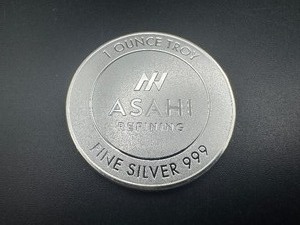 1 OUNCE TROY
ASAHI
REFINING
FINE SILVER 999